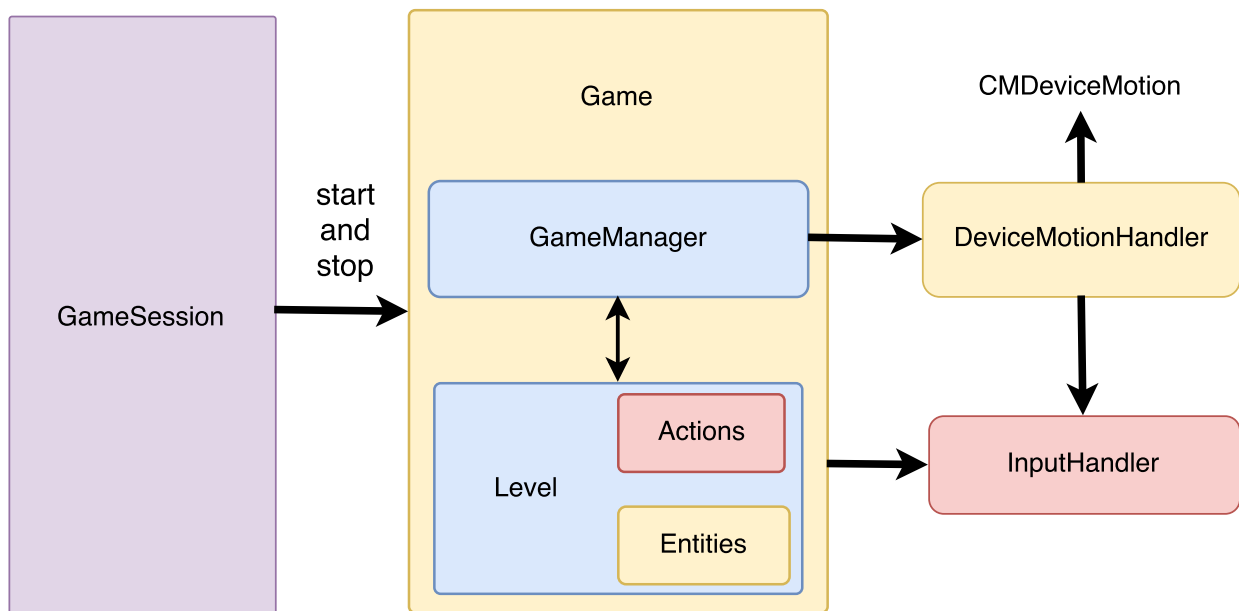 Game
CMDeviceMotion
start
and
stop
GameManager
DeviceMotionHandler
GameSession
Actions
InputHandler
Level
Entities